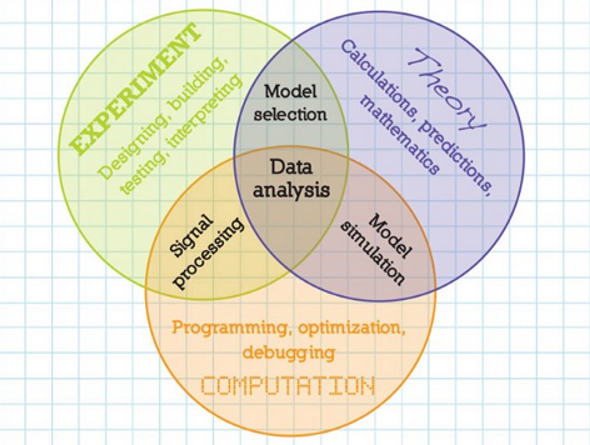 EXPERIMENT
Designing, building,
testing, interpreting
Theory
Calculations, predictions,
mathematics
Model
selection
Data
analysis
Signal
processing
Model
simulation
Programming, optimization,
debugging
COMPUTATION